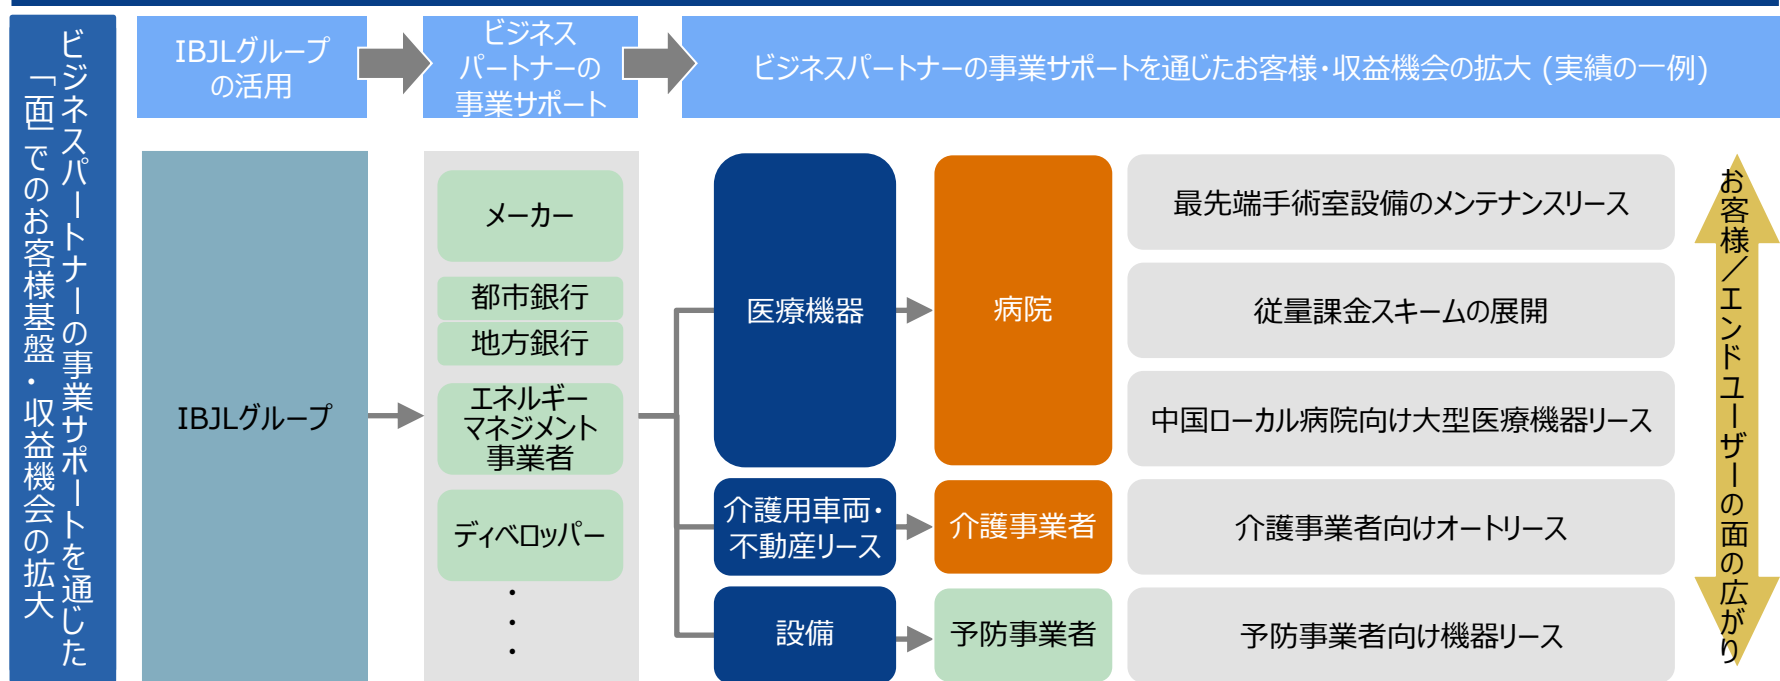 ビジネスパートナーの事業サポートを通じた
「面」でのお客様基盤・収益機会の拡大
IBJLグループ
の活用
ビジネス
パートナーの
事業サポート
ビジネスパートナーの事業サポートを通じたお客様・収益機会の拡大 (実績の一例)
IBJLグループ
メーカー
都市銀行
地方銀行
エネルギー
マネジメント
事業者
ディベロッパー
・
・
・
医療機器
病院
最先端手術室設備のメンテナンスリース
従量課金スキームの展開
中国ローカル病院向け大型医療機器リース
介護用車両・
不動産リース
介護事業者
介護事業者向けオートリース
設備
予防事業者
予防事業者向け機器リース
お客様／エンドユーザーの面の広がり